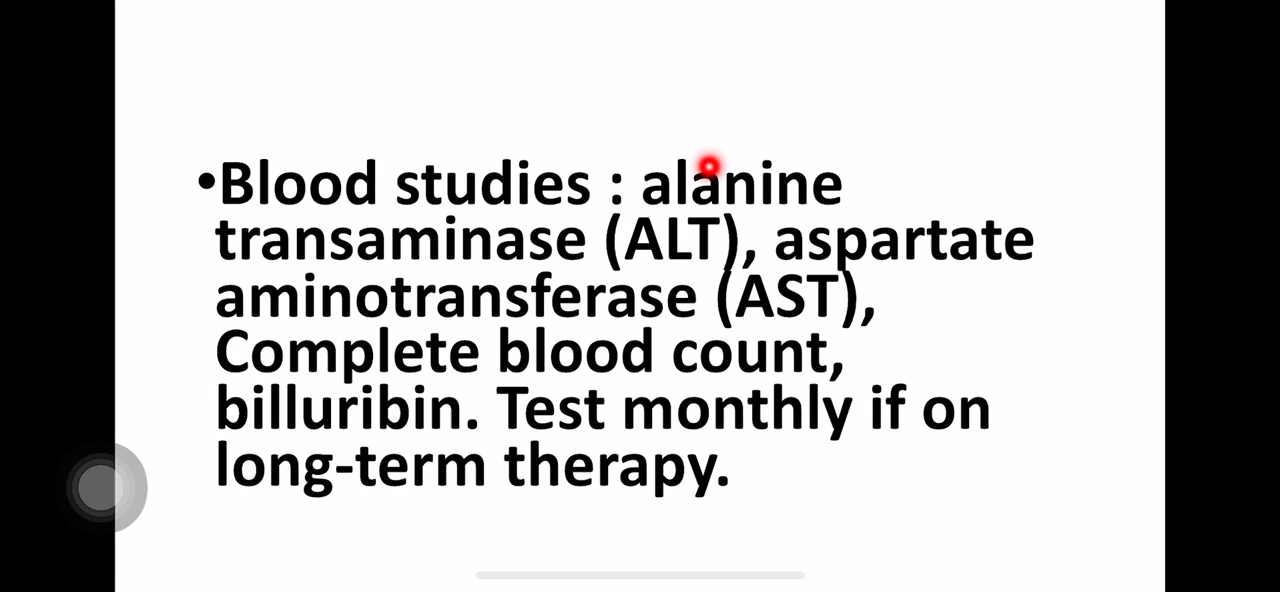 •Blood studies : alanine
transaminase (ALT), aspartate
aminotransferase (AST),
Complete blood count,
billuribin. Test monthly if on
long-term therapy.